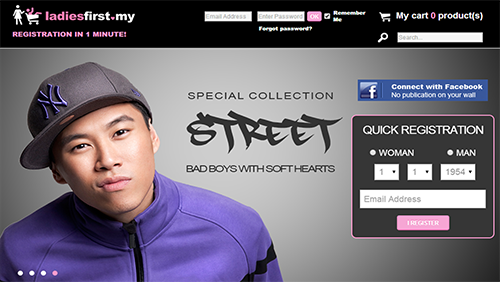 ladiesfirst.my
REGISTRATION IN 1 MINUTE!
Email Address
Enter Password
OK
Remember Me
Forgot password?
My cart 0 product(s)
Search...
NY
SPECIAL COLLECTION
STREET
BAD BOYS WITH SOFT HEARTS
f
Connect with Facebook
No publication on your wall
QUICK REGISTRATION
WOMAN
MAN
1
1
1954
Email Address
I REGISTER